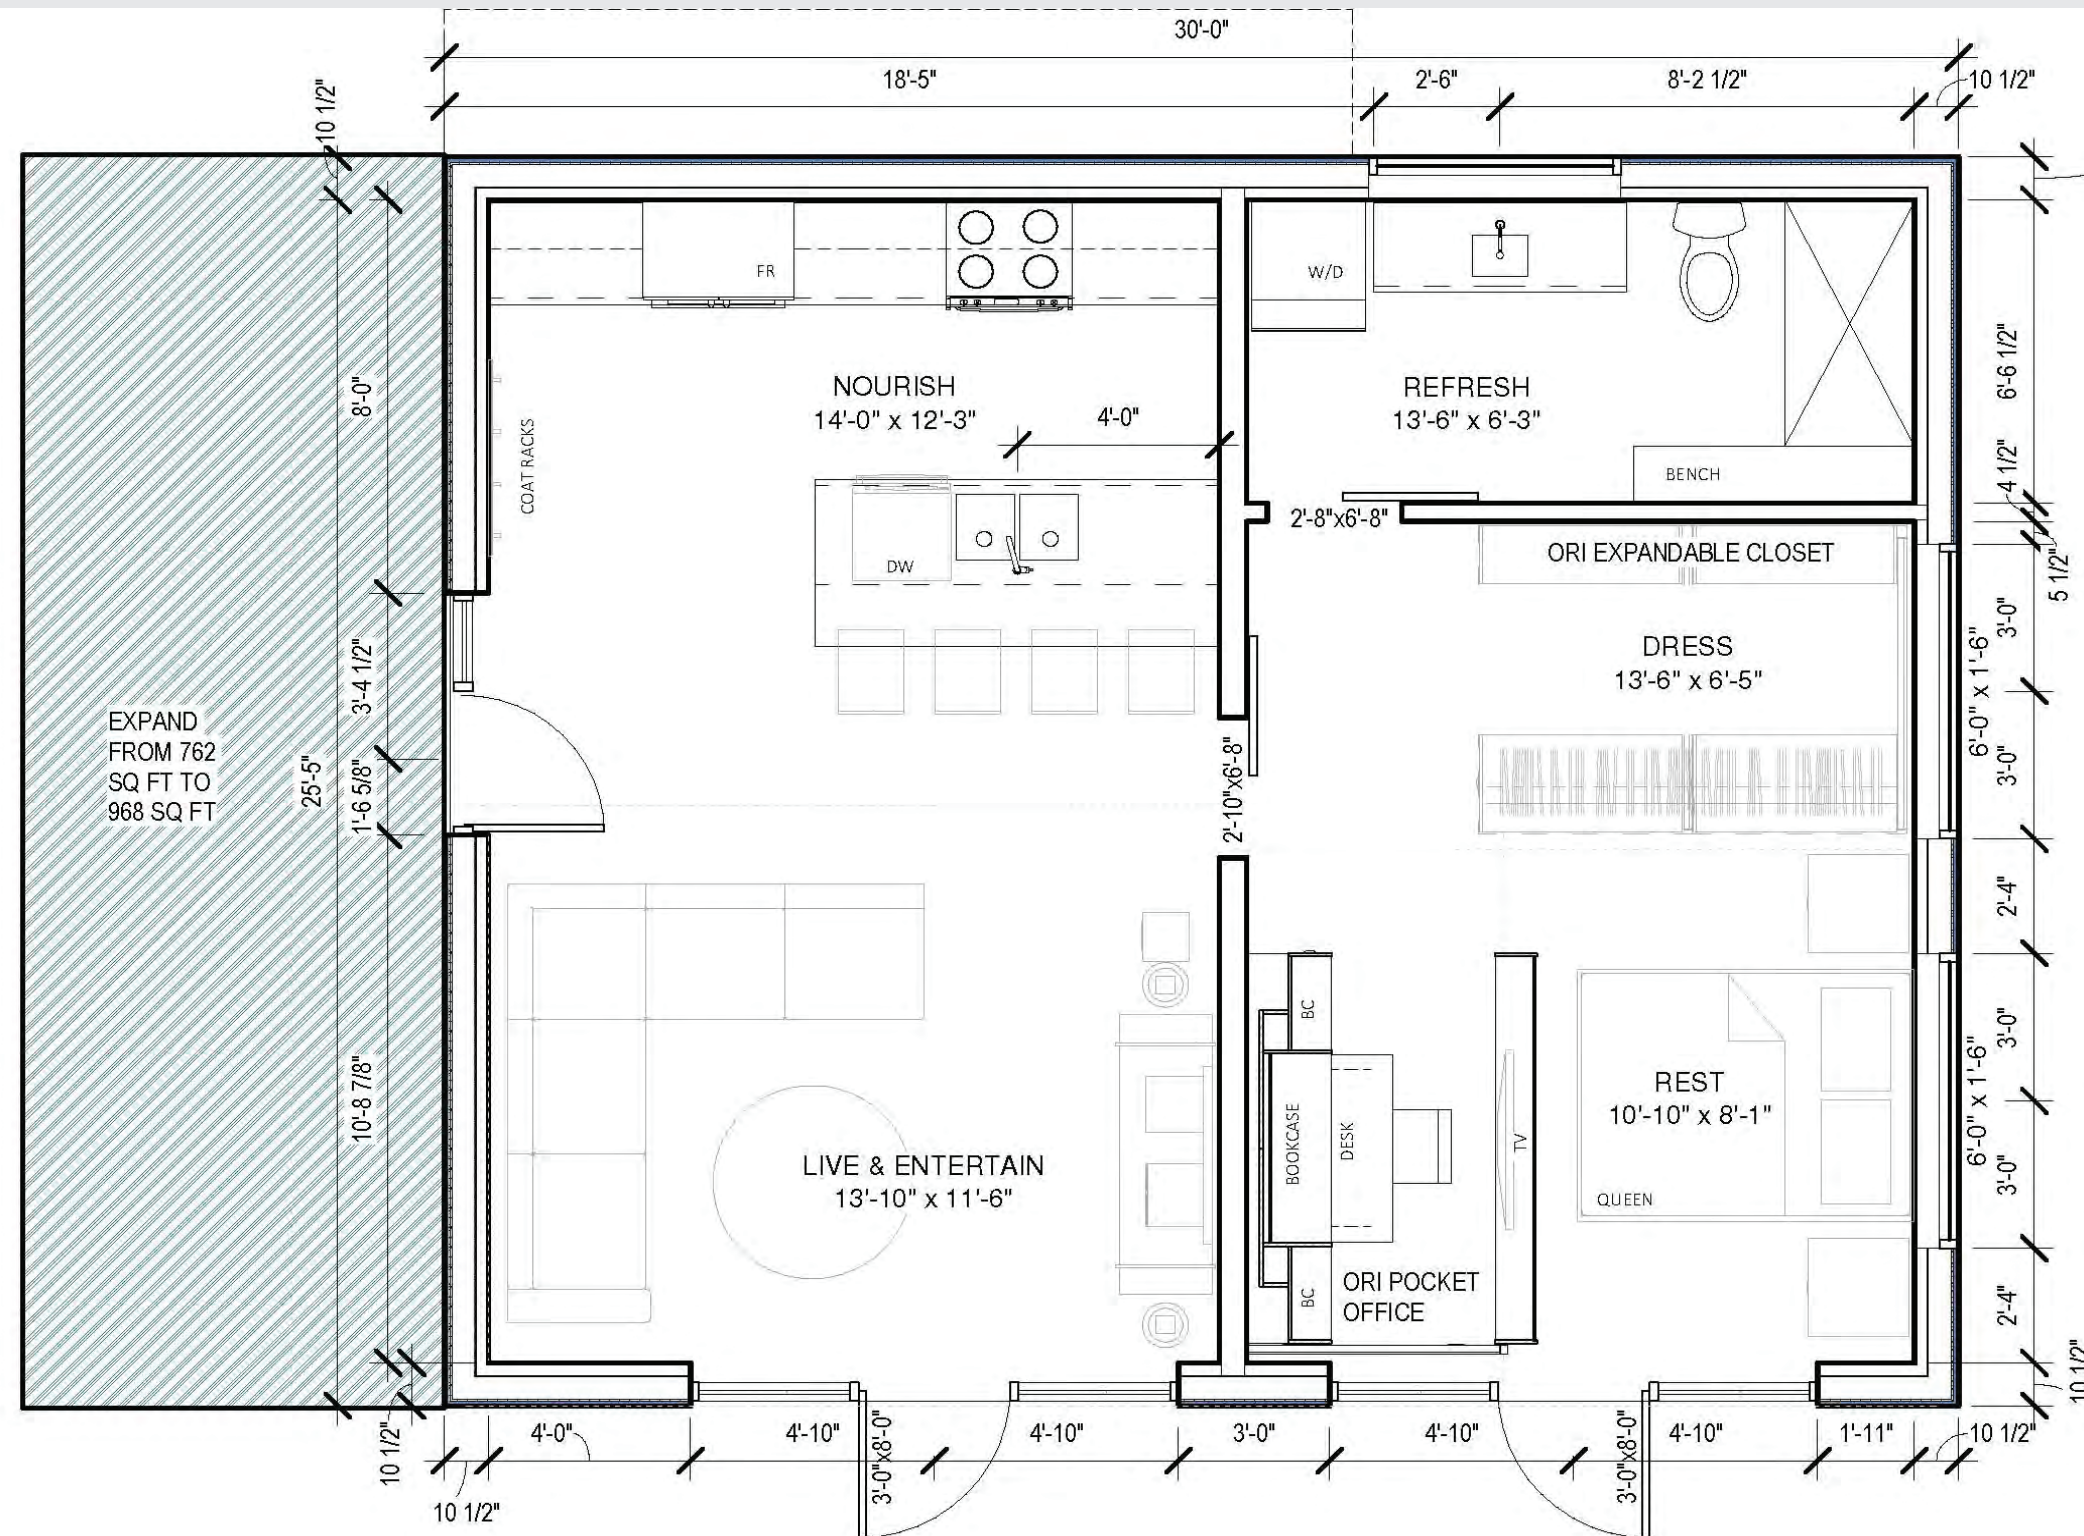 30'-0"
18'-5"
2'-6"
8'-2 1/2"
10 1/2"
10 1/2"
FR
W/D
NOURISH
14'-0" x 12'-3"
REFRESH
13'-6" x 6'-3"
4'-0"
8'-0"
6'-6 1/2"
COAT RACKS
BENCH
4 1/2"
2'-8"x6'-8"
DW
ORI EXPANDABLE CLOSET
5 1/2"
3'-0"
DRESS
13'-6" x 6'-5"
3'-4 1/2"
6'-0" x 1'-6"
EXPAND
FROM 762
SQ FT TO
968 SQ FT
25'-5"
1'-6 5/8"
2'-10"x6'-8"
3'-0"
2'-4"
BC
3'-0"
10'-8 7/8"
REST
10'-10" x 8'-1"
6'-0" x 1'-6"
BOOKCASE
DESK
TV
LIVE & ENTERTAIN
13'-10" x 11'-6"
QUEEN
3'-0"
BC
ORI POCKET
OFFICE
2'-4"
10 1/2"
10 1/2"
4'-0"
4'-10"
3'-0"x8'-0"
4'-10"
3'-0"
4'-10"
3'-0"x8'-0"
4'-10"
1'-11"
10 1/2"
10 1/2"